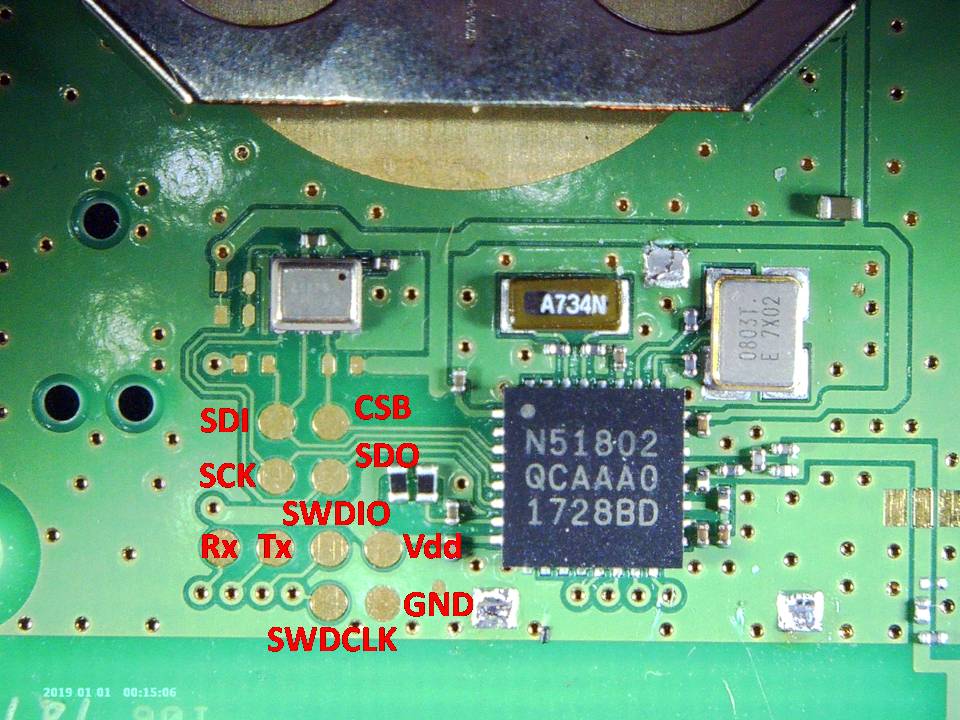 A734N
0803T.
E 7X02
SDI
CSB
SDO
SCK
SWDIO
N51802
QCAAA0
1728BD
Rx
Tx
Vdd
GND
SWDCLK
2019 01 01 00:15:06